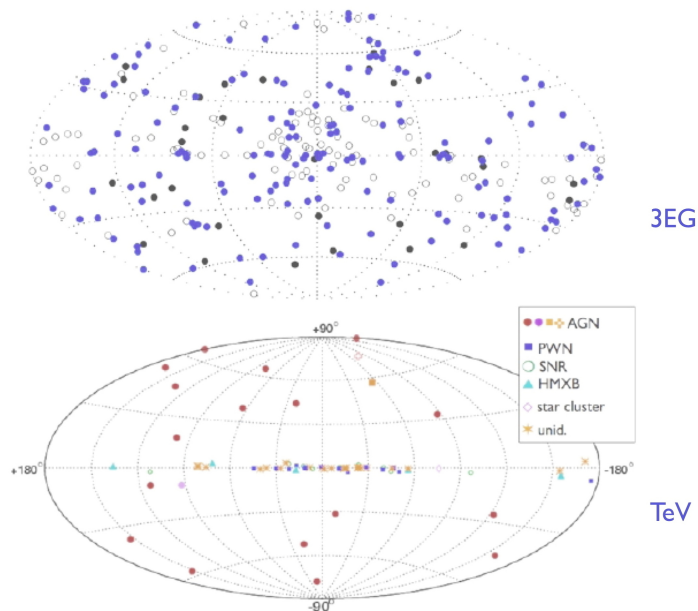 3EG
AGN
PWN
SNR
HMXB
star cluster
unid.
+90°
+180°
-180°
-90°
TeV